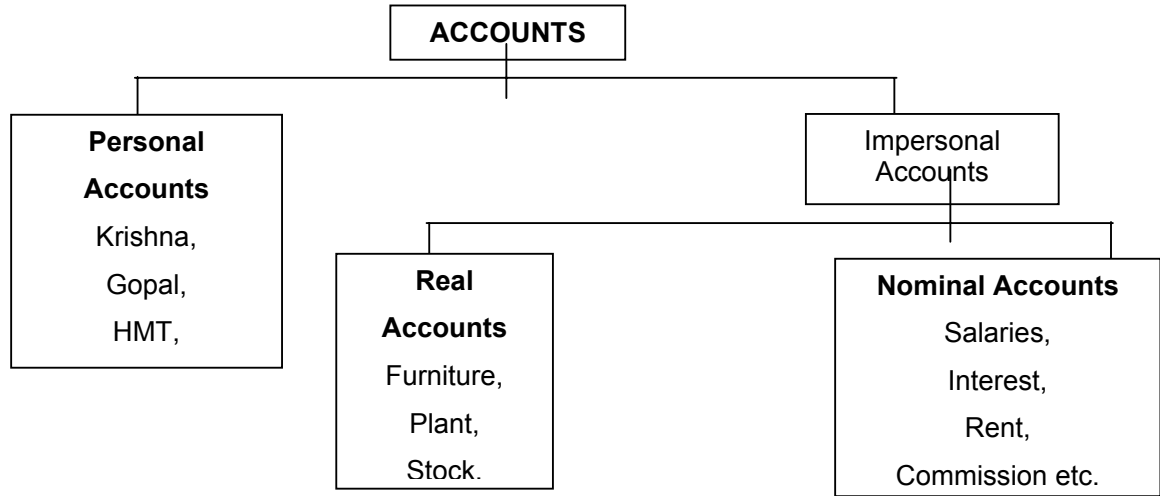 ACCOUNTS
Personal
Accounts
Krishna,
Gopal,
HMT,
Impersonal
Accounts
Real
Accounts
Furniture,
Plant,
Stock.
Nominal Accounts
Salaries,
Interest,
Rent,
Commission etc.